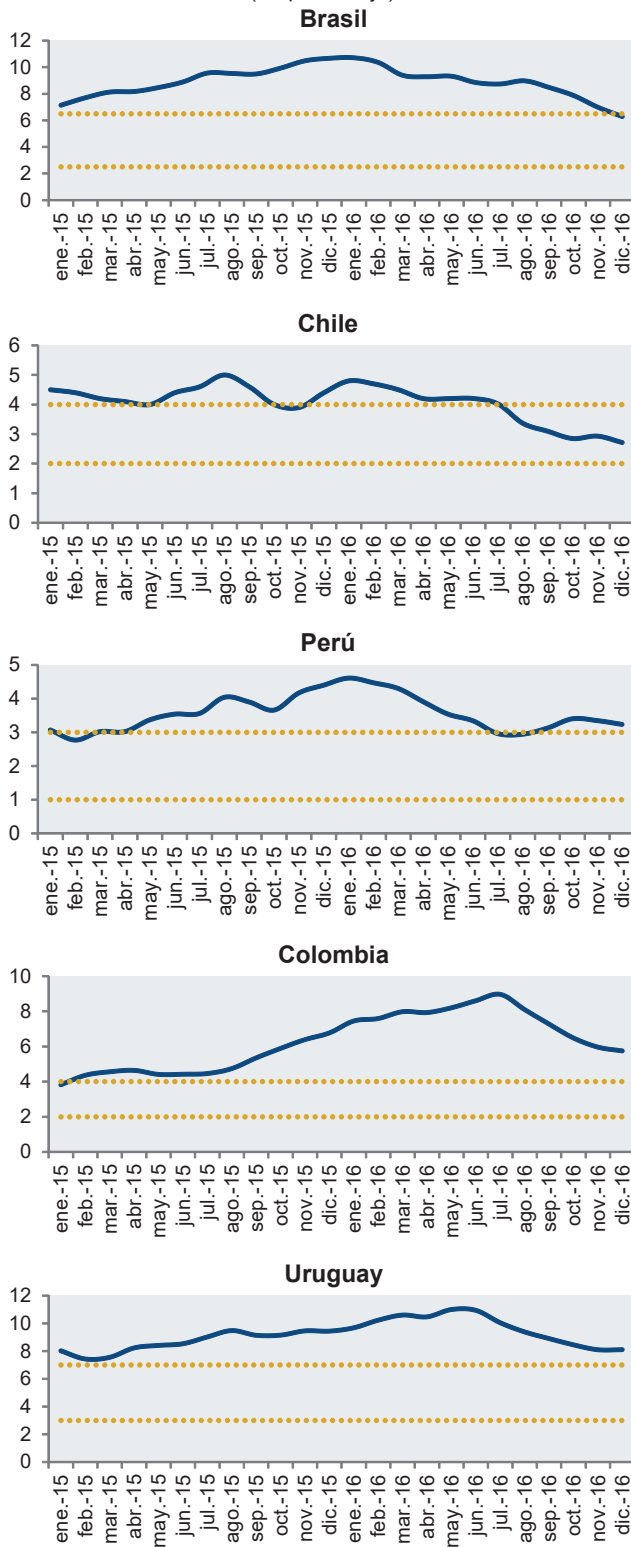 Brasil
12
10
8
6
4
2
0
ene.-15
feb.-15
mar.-15
abr.-15
may.-15
jun.-15
jul.-15
ago.-15
sep.-15
oct.-15
nov.-15
dic.-15
ene.-16
feb.-16
mar.-16
abr.-16
may.-16
jun.-16
jul.-16
ago.-16
sep.-16
oct.-16
nov.-16
dic.-16
Chile
6
5
4
3
2
1
0
ene.-15
feb.-15
mar.-15
abr.-15
may.-15
jun.-15
jul.-15
ago.-15
sep.-15
oct.-15
nov.-15
dic.-15
ene.-16
feb.-16
mar.-16
abr.-16
may.-16
jun.-16
jul.-16
ago.-16
sep.-16
oct.-16
nov.-16
dic.-16
Perú
5
4
3
2
1
0
ene.-15
feb.-15
mar.-15
abr.-15
may.-15
jun.-15
jul.-15
ago.-15
sep.-15
oct.-15
nov.-15
dic.-15
ene.-16
feb.-16
mar.-16
abr.-16
may.-16
jun.-16
jul.-16
ago.-16
sep.-16
oct.-16
nov.-16
dic.-16
Colombia
10
8
6
4
2
0
ene.-15
feb.-15
mar.-15
abr.-15
may.-15
jun.-15
jul.-15
ago.-15
sep.-15
oct.-15
nov.-15
dic.-15
ene.-16
feb.-16
mar.-16
abr.-16
may.-16
jun.-16
jul.-16
ago.-16
sep.-16
oct.-16
nov.-16
dic.-16
Uruguay
12
10
8
6
4
2
0
ene.-15
feb.-15
mar.-15
abr.-15
may.-15
jun.-15
jul.-15
ago.-15
sep.-15
oct.-15
nov.-15
dic.-15
ene.-16
feb.-16
mar.-16
abr.-16
may.-16
jun.-16
jul.-16
ago.-16
sep.-16
oct.-16
nov.-16
dic.-16